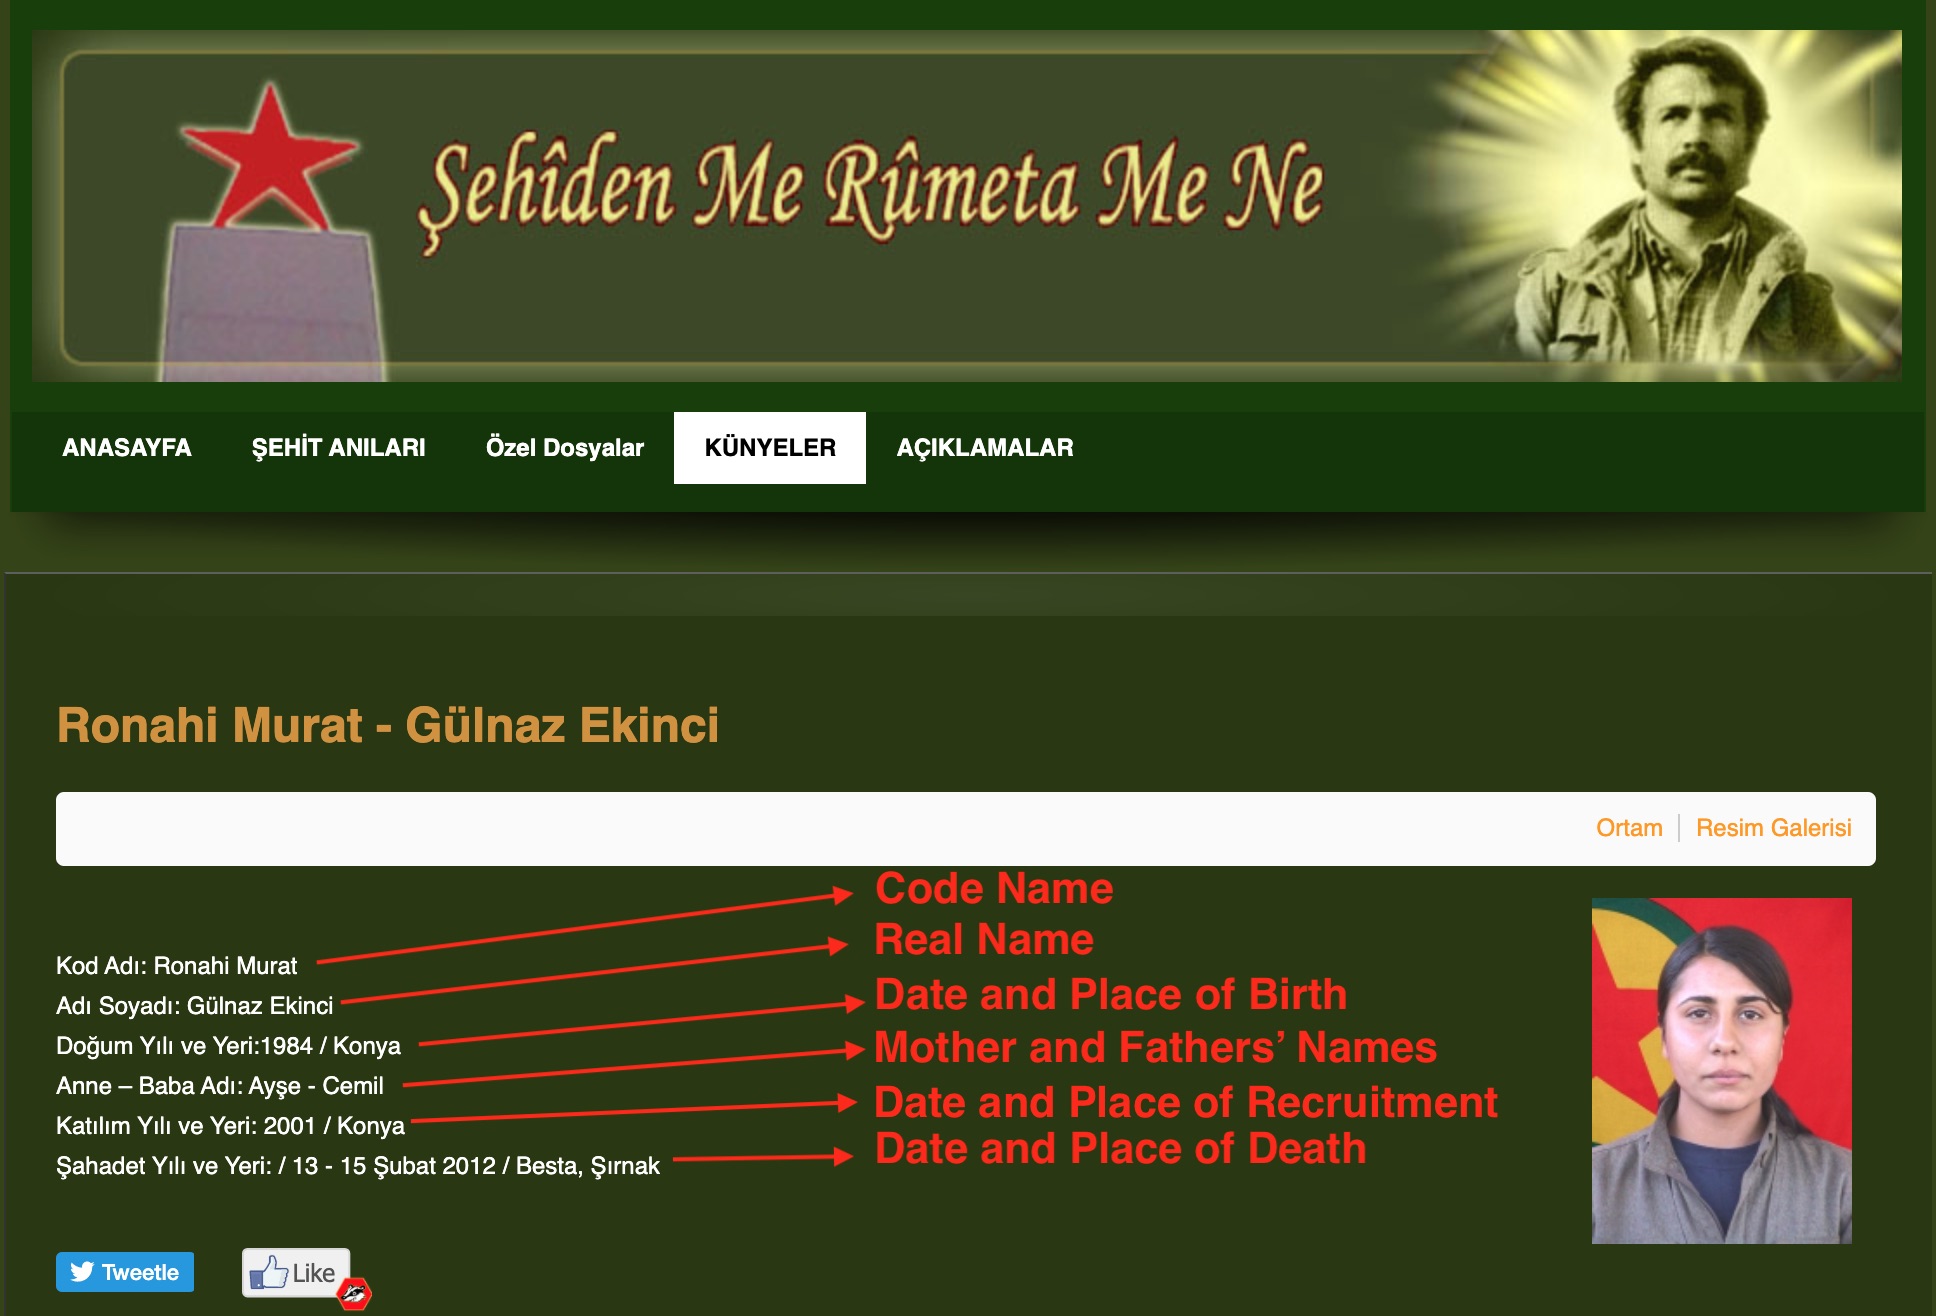 Şehîden Me Rûmeta Me Ne
ANASAYFA ŞEHİT ANILARI Özel Dosyalar KÜNYELER AÇIKLAMALAR
Ronahi Murat - Gülnaz Ekinci
Ortam Resim Galerisi
Code Name
Real Name
Kod Adı: Ronahi Murat
Date and Place of Birth
Adı Soyadı: Gülnaz Ekinci
Doğum Yılı ve Yeri:1984 / Konya
Mother and Fathers’ Names
Anne – Baba Adı: Ayşe - Cemil
Date and Place of Recruitment
Katılım Yılı ve Yeri: 2001 / Konya
Date and Place of Death
Şahadet Yılı ve Yeri: / 13 - 15 Şubat 2012 / Besta, Şırnak
Tweetle Like